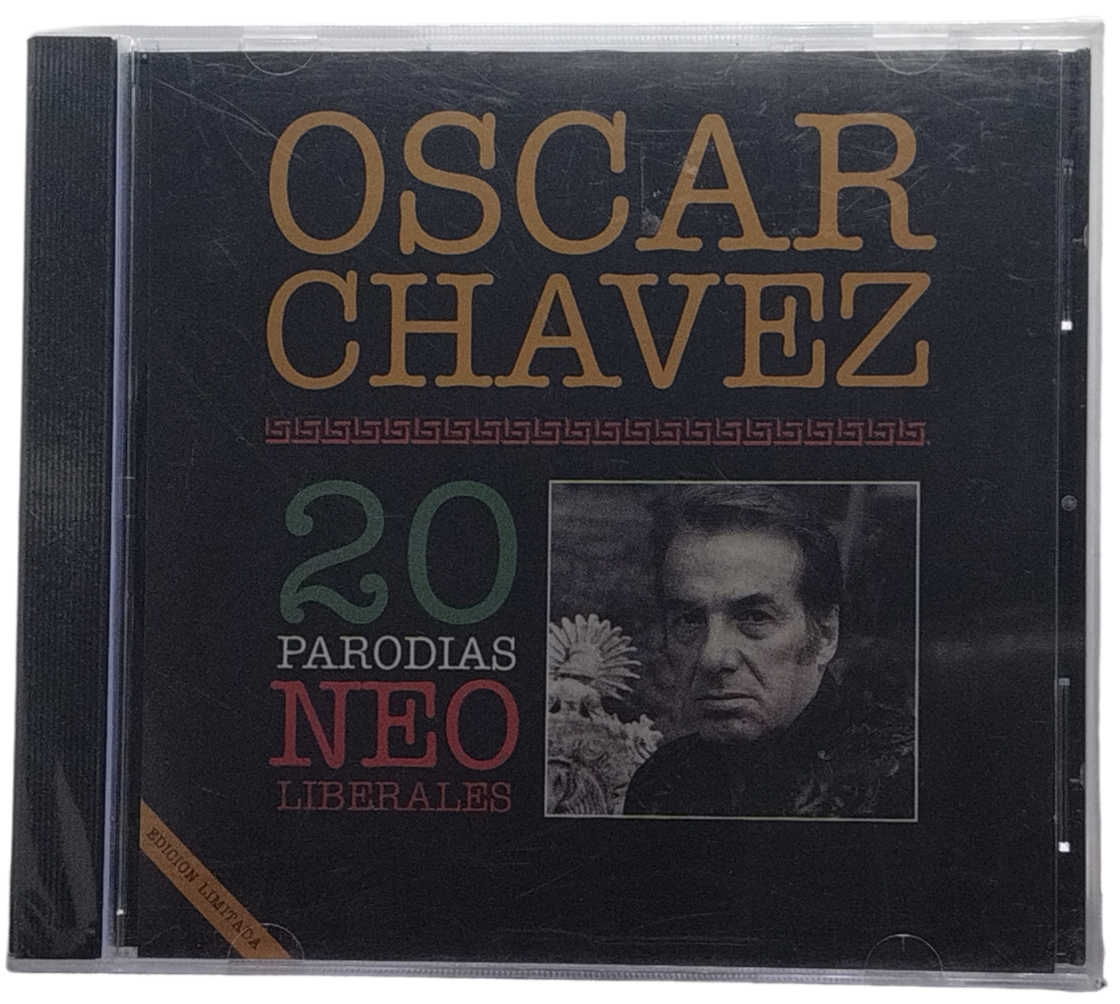 OSCAR
CHAVEZ
20
PARODIAS
NEO
LIBERALES
EDICION LIMITADA